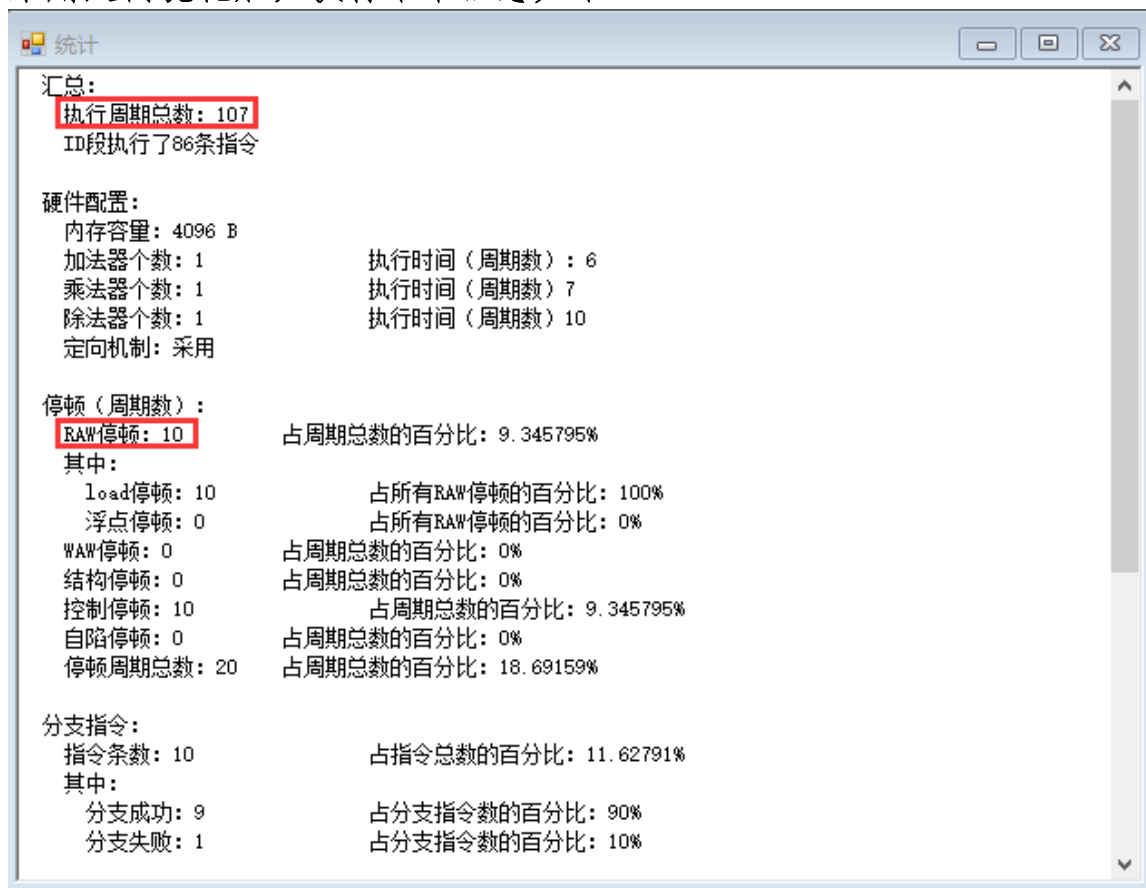 统计
汇总:
执行周期总数: 107
ID段执行了86条指令
硬件配置:
内存容量: 4096 B
加法器个数: 1 执行时间（周期数）: 6
乘法器个数: 1 执行时间（周期数）7
除法器个数: 1 执行时间（周期数）10
定向机制: 采用
停顿（周期数）:
RAW停顿: 10 占周期总数的百分比: 9.345795%
其中:
load停顿: 10 占所有RAW停顿的百分比: 100%
浮点停顿: 0 占所有RAW停顿的百分比: 0%
WAW停顿: 0 占周期总数的百分比: 0%
结构停顿: 0 占周期总数的百分比: 0%
控制停顿: 10 占周期总数的百分比: 9.345795%
自陷停顿: 0 占周期总数的百分比: 0%
停顿周期总数: 20 占周期总数的百分比: 18.69159%
分支指令:
指令条数: 10 占指令总数的百分比: 11.62791%
其中:
分支成功: 9 占分支指令数的百分比: 90%
分支失败: 1 占分支指令数的百分比: 10%